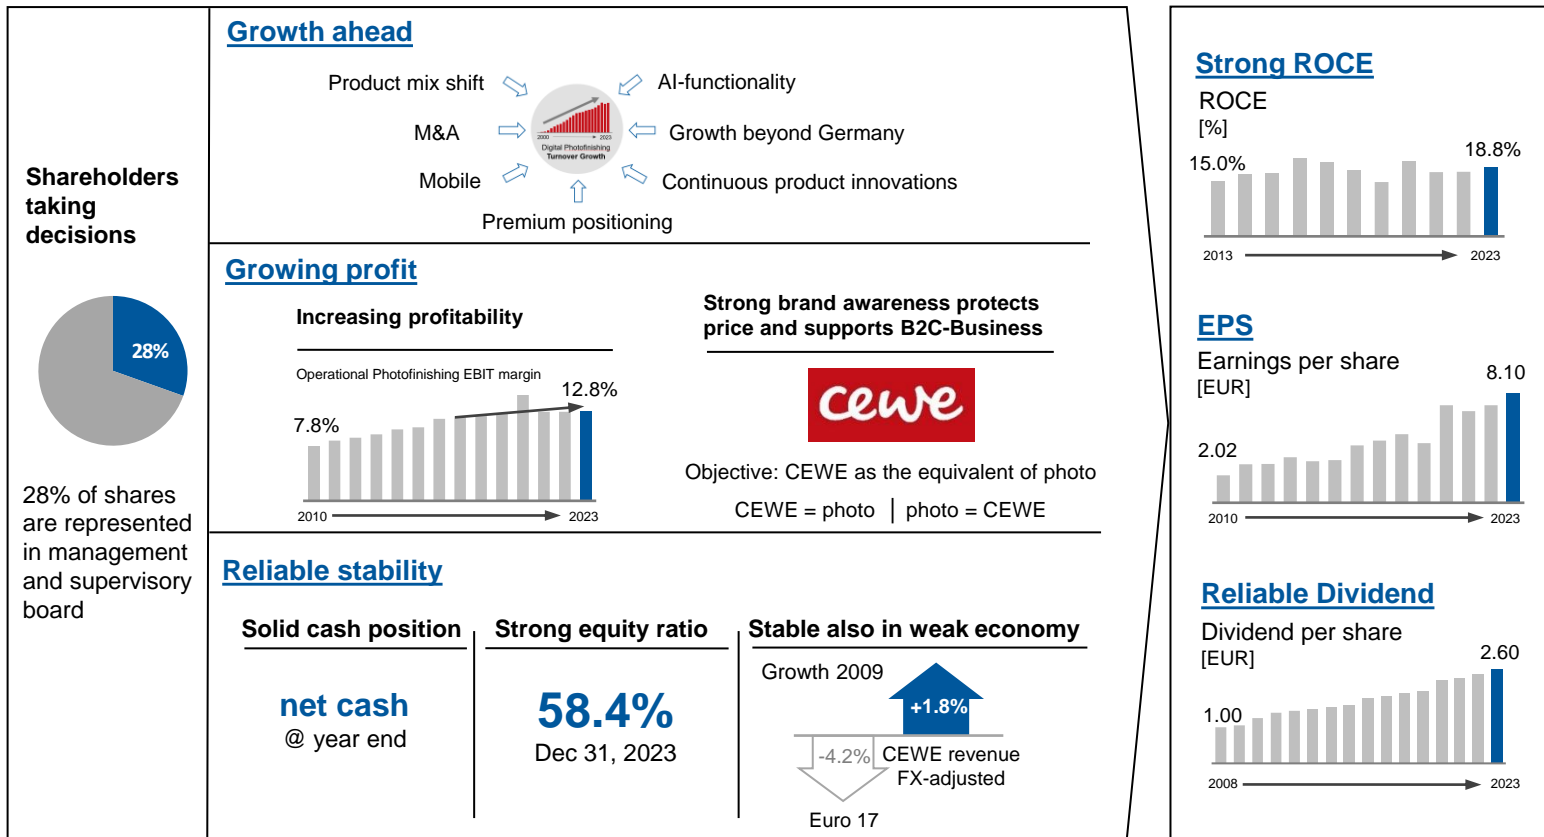 Shareholders
taking
decisions
28%
28% of shares
are represented
in management
and supervisory
board
Growth ahead
Product mix shift
M&A
Mobile
Premium positioning
AI-functionality
Growth beyond Germany
Continuous product innovations
2000
2023
Digital Photofinishing
Turnover Growth
Growing profit
Increasing profitability
Operational Photofinishing EBIT margin
7.8%
12.8%
2010
2023
Strong brand awareness protects
price and supports B2C-Business
cewe
Objective: CEWE as the equivalent of photo
CEWE = photo | photo = CEWE
Reliable stability
Solid cash position
net cash
@ year end
Strong equity ratio
58.4%
Dec 31, 2023
Stable also in weak economy
Growth 2009
+1.8%
-4.2%
CEWE revenue
FX-adjusted
Euro 17
Strong ROCE
ROCE
[%]
15.0%
18.8%
2013
2023
EPS
Earnings per share
[EUR]
8.10
2.02
2010
2023
Reliable Dividend
Dividend per share
[EUR]
2.60
1.00
2008
2023